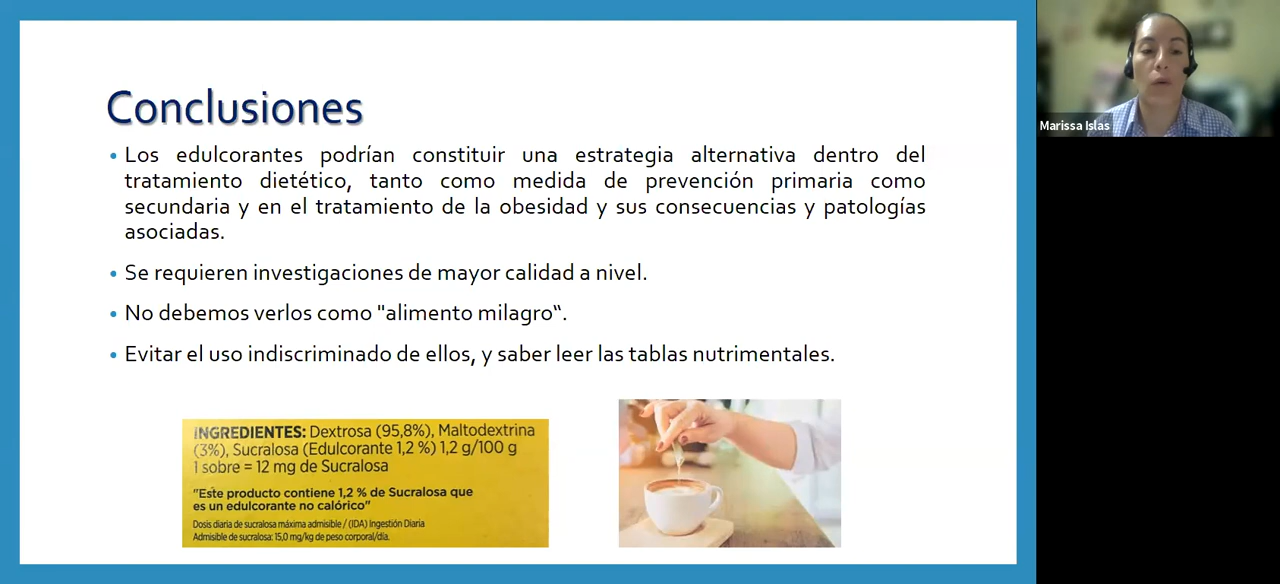 Conclusiones
• Los edulcorantes podrían constituir una estrategia alternativa dentro del
tratamiento dietético, tanto como medida de prevención primaria como
secundaria y en el tratamiento de la obesidad y sus consecuencias y patologías
asociadas.
• Se requieren investigaciones de mayor calidad a nivel.
• No debemos verlos como "alimento milagro“.
• Evitar el uso indiscriminado de ellos, y saber leer las tablas nutrimentales.
INGREDIENTES: Dextrosa (95,8%), Maltodextrina
(3%), Sucralosa (Edulcorante 1,2 %) 1,2 g/100 g
1 sobre = 12 mg de Sucralosa
"Este producto contiene 1,2 % de Sucralosa que
es un edulcorante no calórico"
Dosis diaria de sucralosa máxima admisible / (IDA) Ingestión Diaria
Admisible de sucralosa: 15,0 mg/kg de peso corporal/día.
Marissa Islas